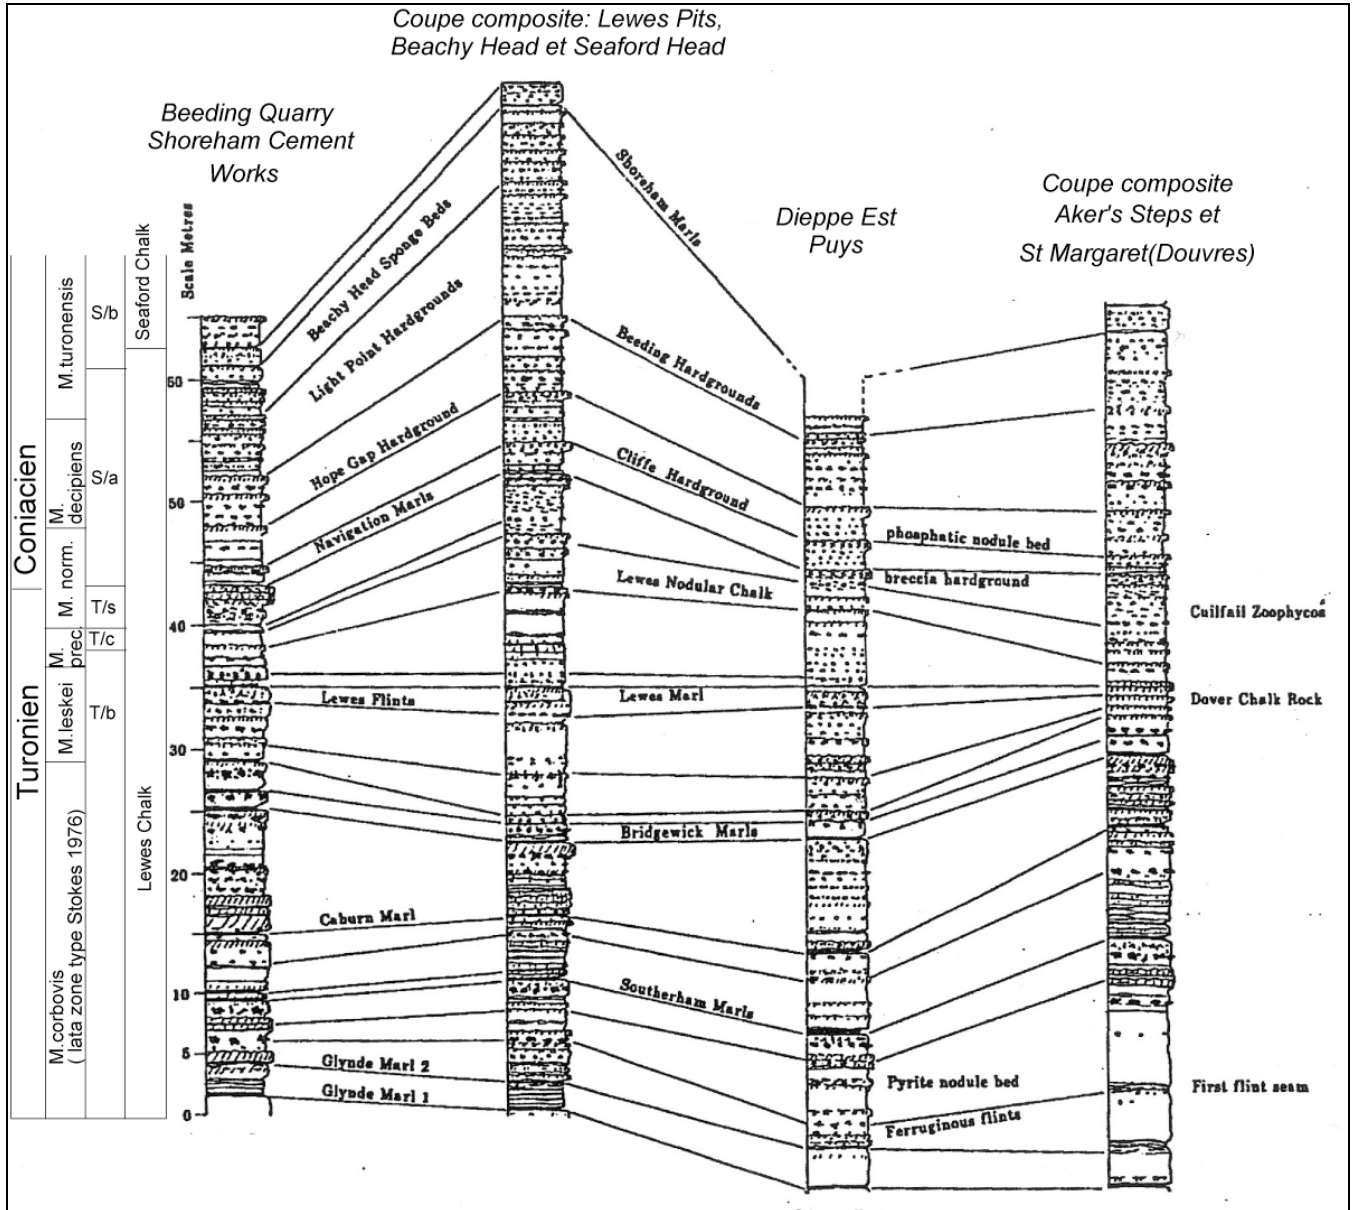 Coupe composite: Lewes Pits,
Beachy Head et Seaford Head
Beeding Quarry
Shoreham Cement
Works
Dieppe Est
Puys
Coupe composite
Aker's Steps et
St Margaret(Douvres)
Coniacien
Turonien
M.turonensis
M.
decipiens
M. norm.
M.
prec.
M.leskei
M.corbovis
( lata zone type Stokes 1976)
S/b
S/a
T/s
T/c
T/b
Seaford Chalk
Lewes Chalk
Scale Metres
60
50
40
30
20
10
5
0
Beachy Head Sponge Beds
Light Point Hardgrounds
Hope Gap Hardground
Navigation Marls
Lewes Flints
Caburn Marl
Glynde Marl 2
Glynde Marl 1
Shoreham Marls
Beeding Hardgrounds
Cliffe Hardground
Lewes Nodular Chalk
Lewes Marl
Bridgewick Marls
Southerham Marls
phosphatic nodule bed
breccia hardground
Pyrite nodule bed
Ferruginous flints
Cuilfail Zoophycos
Dover Chalk Rock
First flint seam